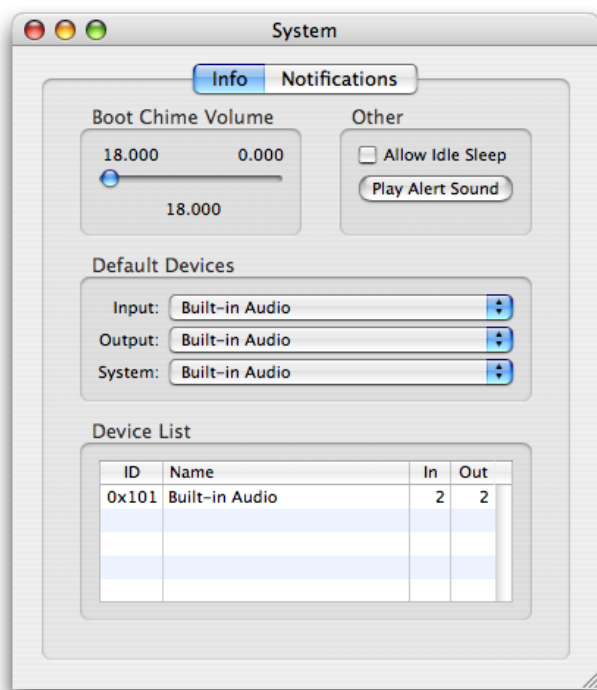 System
Info Notifications
Boot Chime Volume
18.000 0.000
18.000
Other
Allow Idle Sleep
Play Alert Sound
Default Devices
Input: Built-in Audio
Output: Built-in Audio
System: Built-in Audio
Device List
ID Name In Out
0x101 Built-in Audio 2 2